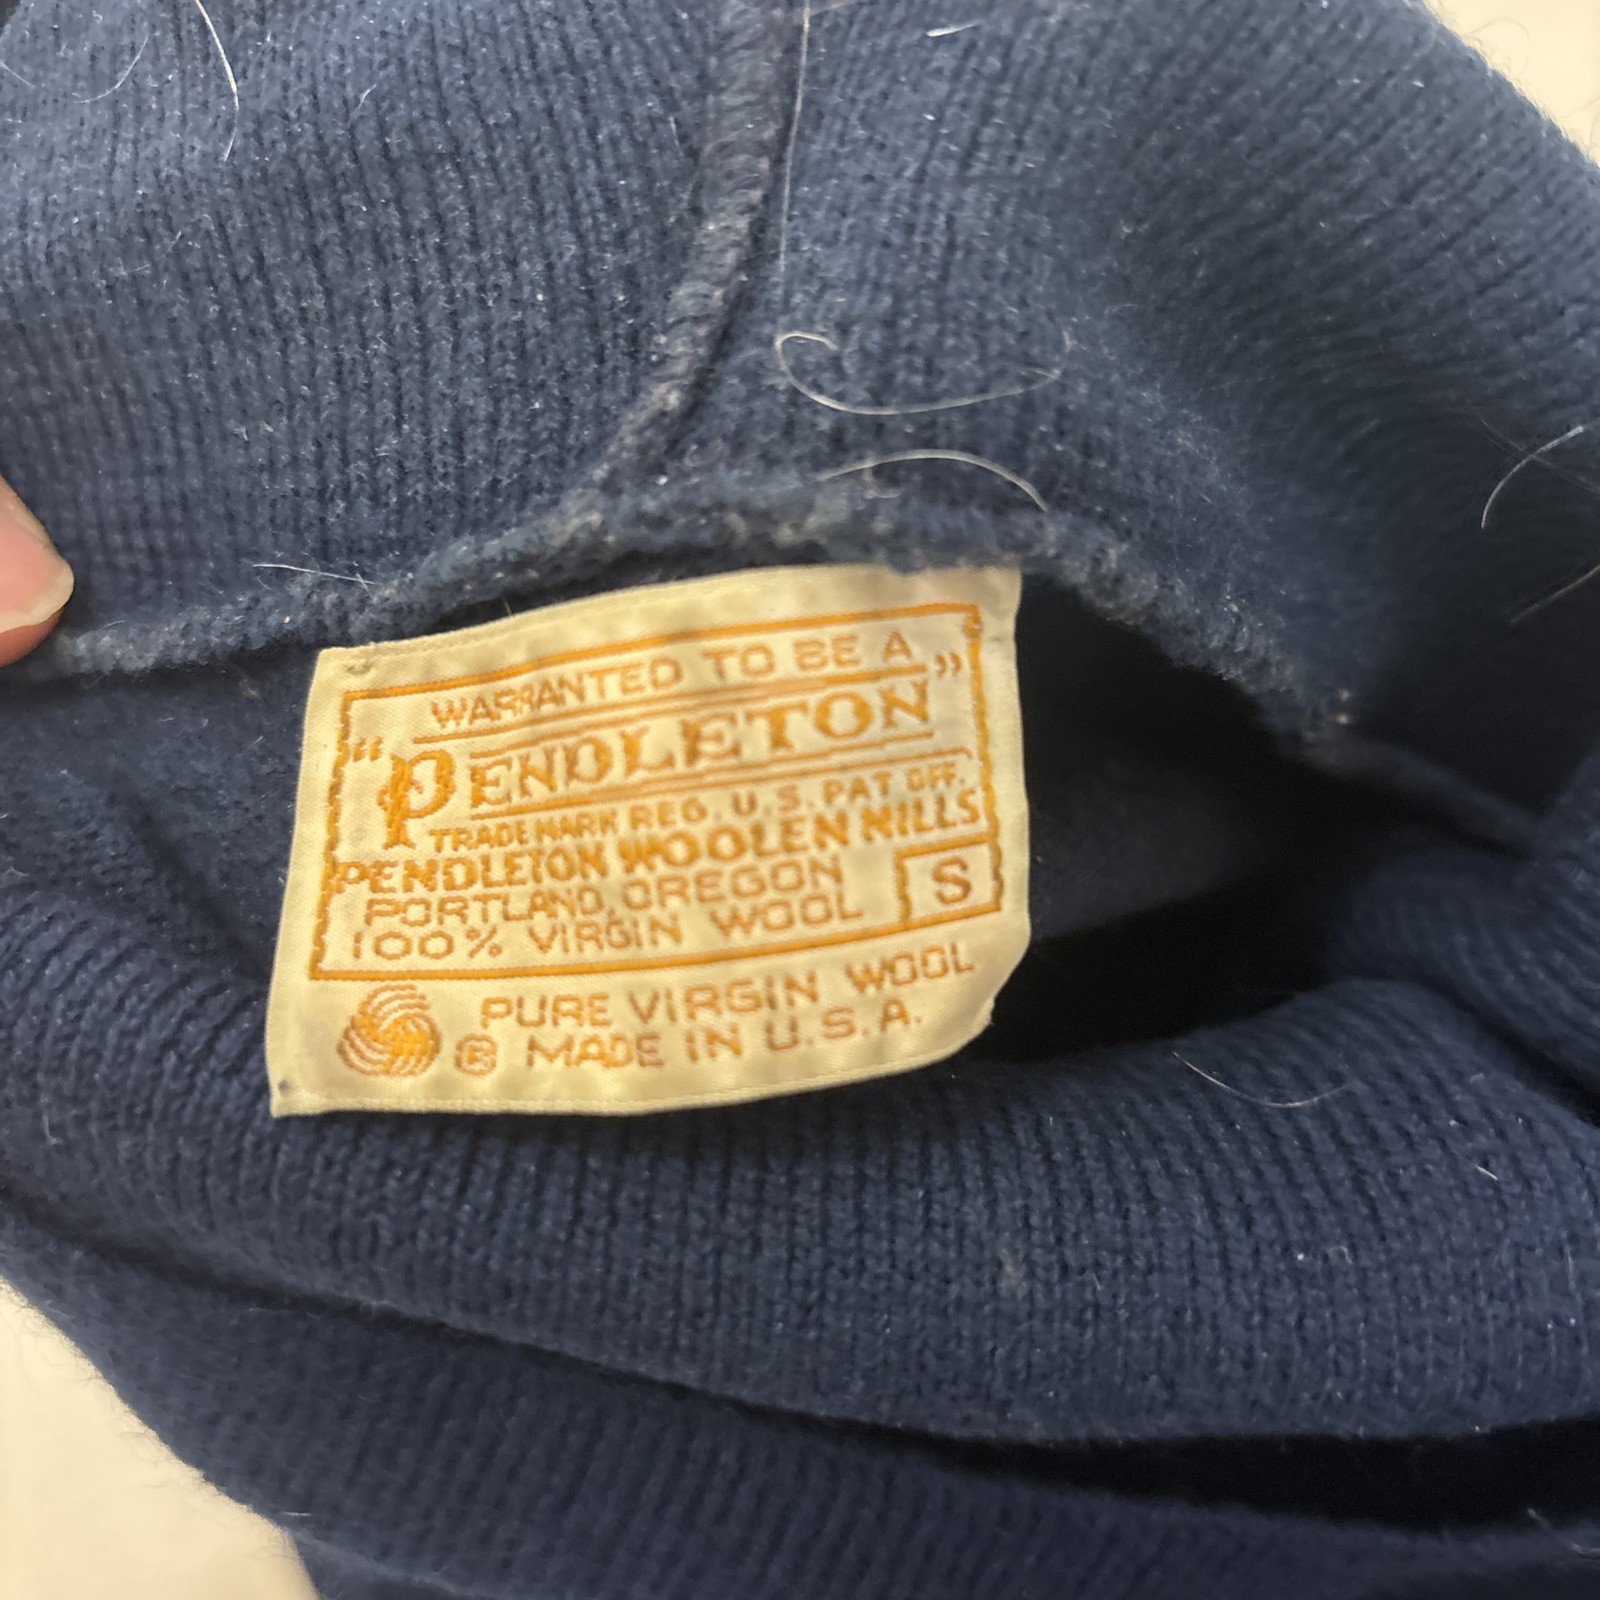 WARRANTED TO BE A
"PENDLETON"
TRADE MARK REG. U.S. PAT. OFF.
PENDLETON WOOLEN MILLS
PORTLAND, OREGON
100% VIRGIN WOOL
S
PURE VIRGIN WOOL
® MADE IN U.S.A.